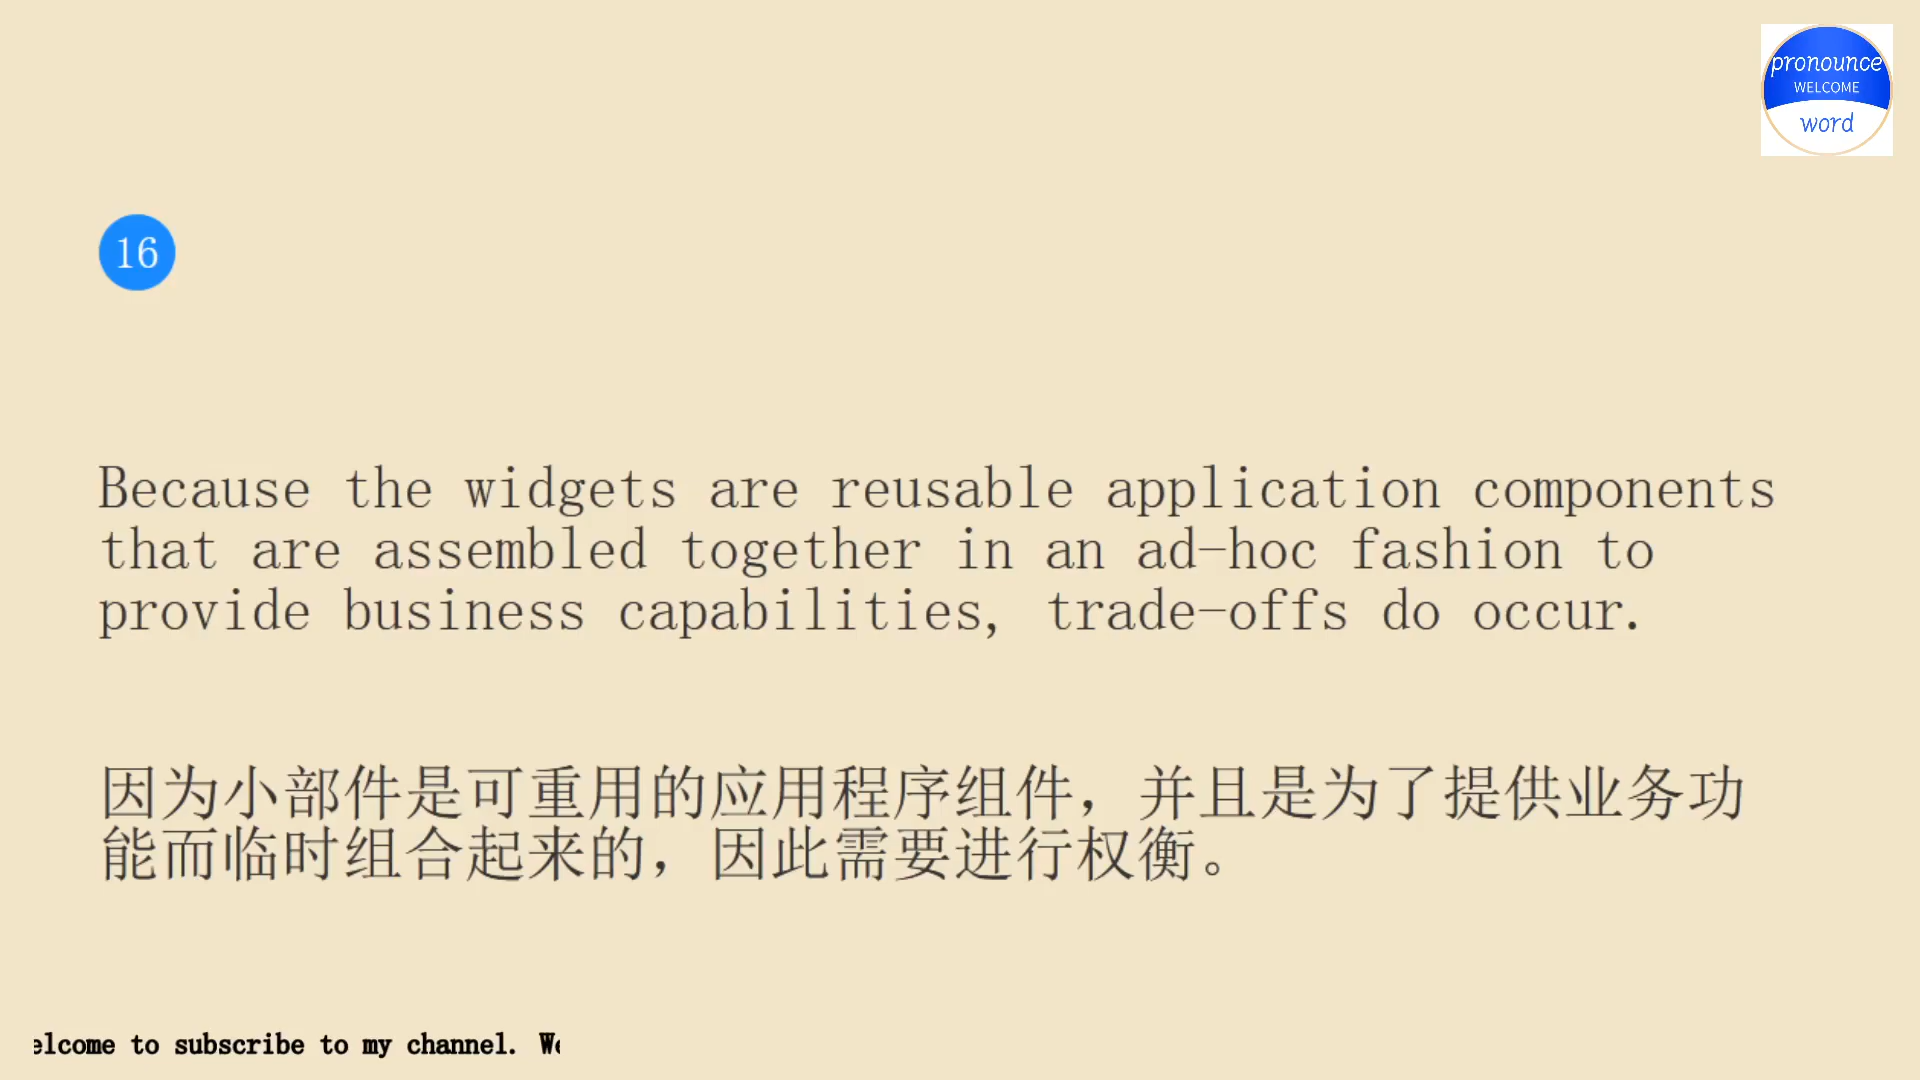 pronounce
WELCOME
word
16
Because the widgets are reusable application components
that are assembled together in an ad-hoc fashion to
provide business capabilities, trade-offs do occur.
因为小部件是可重用的应用程序组件，并且是为了提供业务功
能而临时组合起来的，因此需要进行权衡。
elcome to subscribe to my channel. We